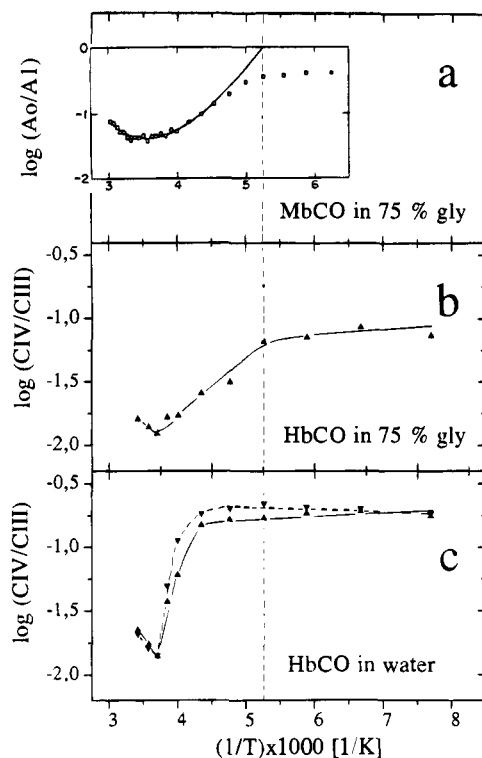 a
log (Ao/A1)
0
-1
-2
3
4
5
6
MbCO in 75 % gly
b
log (CIV/CIII)
-0,5
-1,0
-1,5
-2,0
HbCO in 75 % gly
c
log (CIV/CIII)
-0,5
-1,0
-1,5
-2,0
HbCO in water
3 4 5 6 7 8
(1/T)x1000 [1/K]